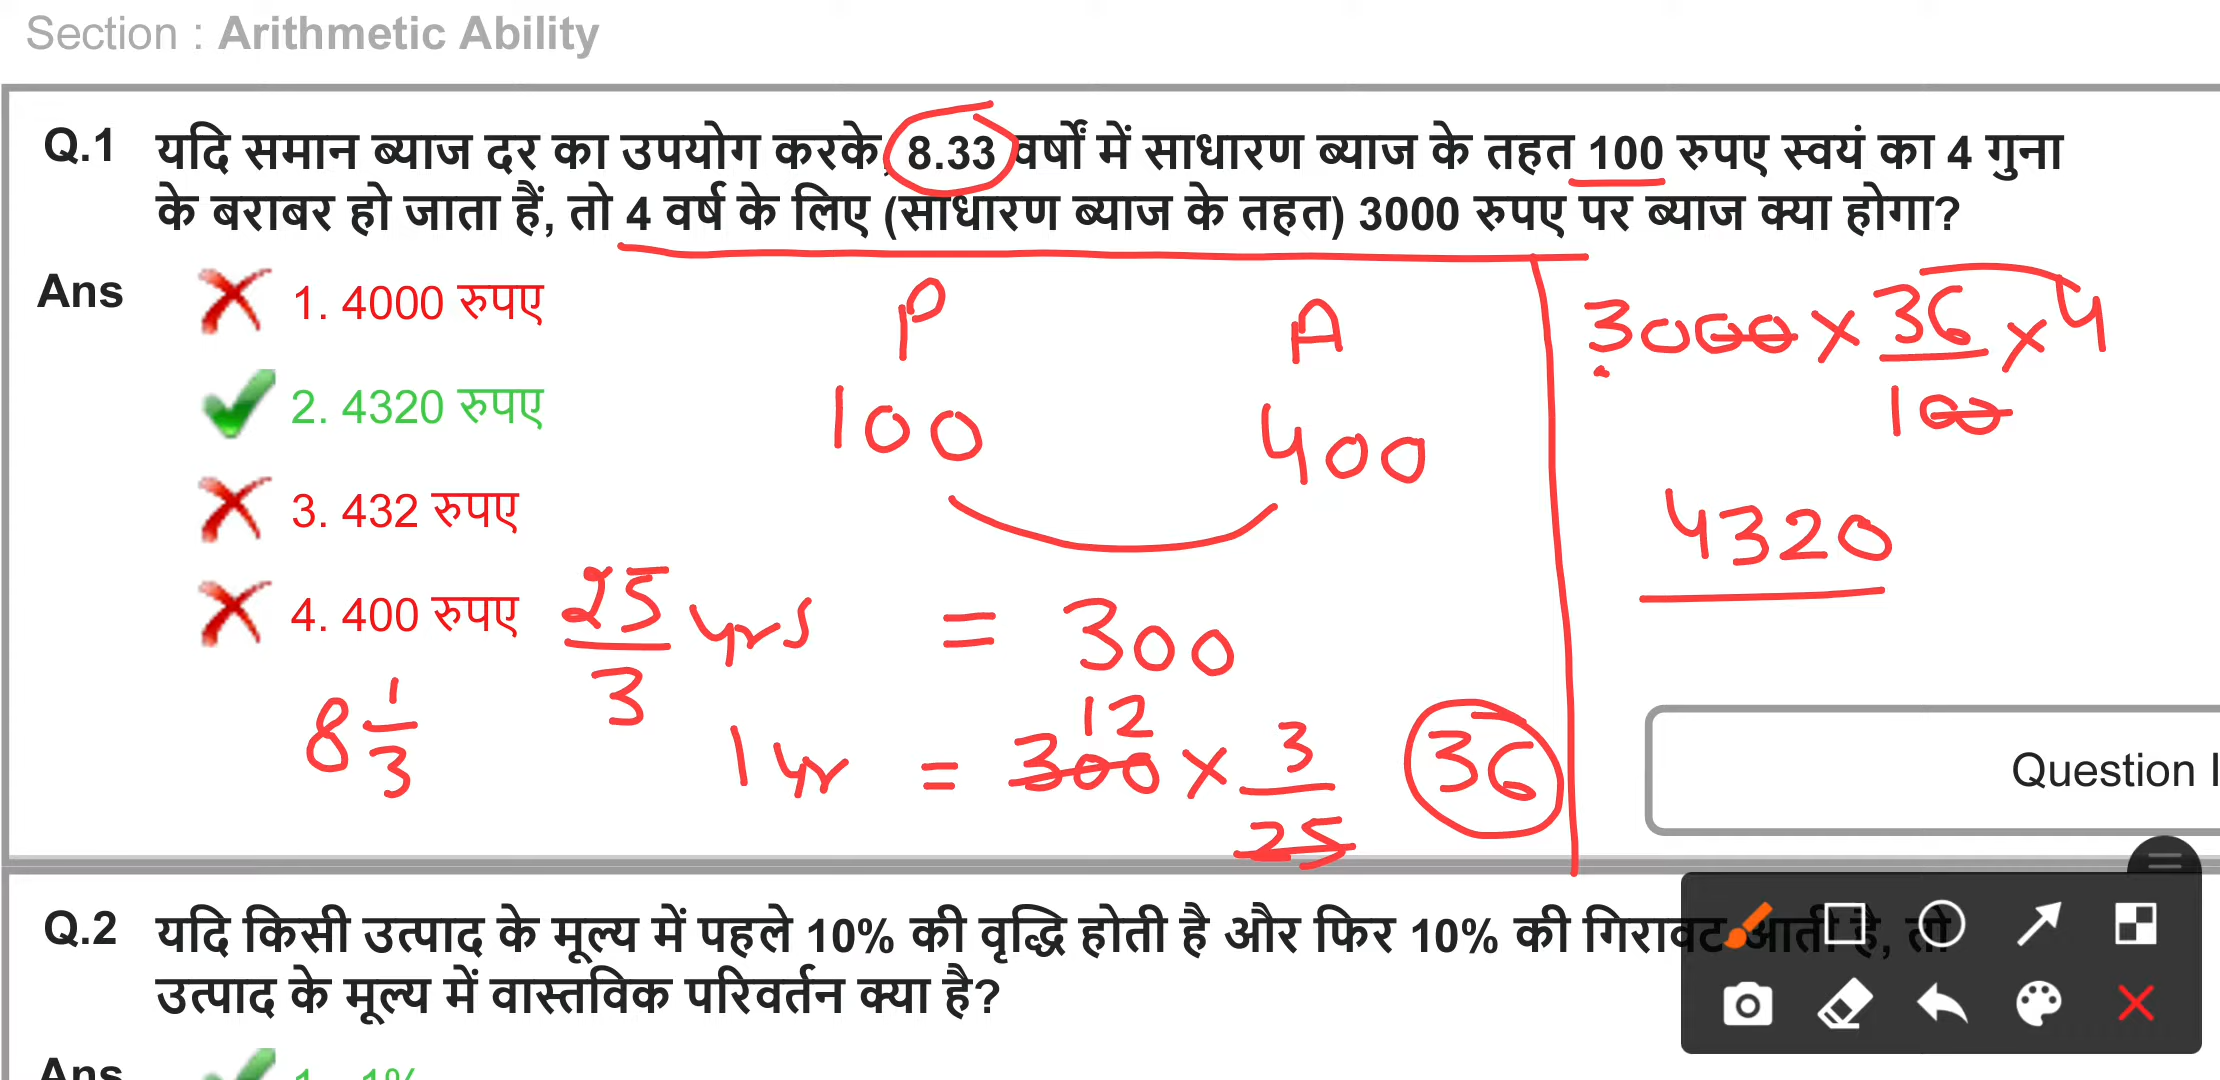 Section : Arithmetic Ability
Q.1 यदि समान ब्याज दर का उपयोग करके, 8.33 वर्षों में साधारण ब्याज के तहत 100 रुपए स्वयं का 4 गुना
के बराबर हो जाता हैं, तो 4 वर्ष के लिए (साधारण ब्याज के तहत) 3000 रुपए पर ब्याज क्या होगा?
Ans 1. 4000 रुपए
2. 4320 रुपए
3. 432 रुपए
4. 400 रुपए
P A
100 400
25/3 yrs = 300
8 1/3
12
1 yr = 300 × 3/25 36
3000 × 36/100 × 4
4320
Question
Q.2 यदि किसी उत्पाद के मूल्य में पहले 10% की वृद्धि होती है और फिर 10% की गिरावट आती है, तो
उत्पाद के मूल्य में वास्तविक परिवर्तन क्या है?
Ans